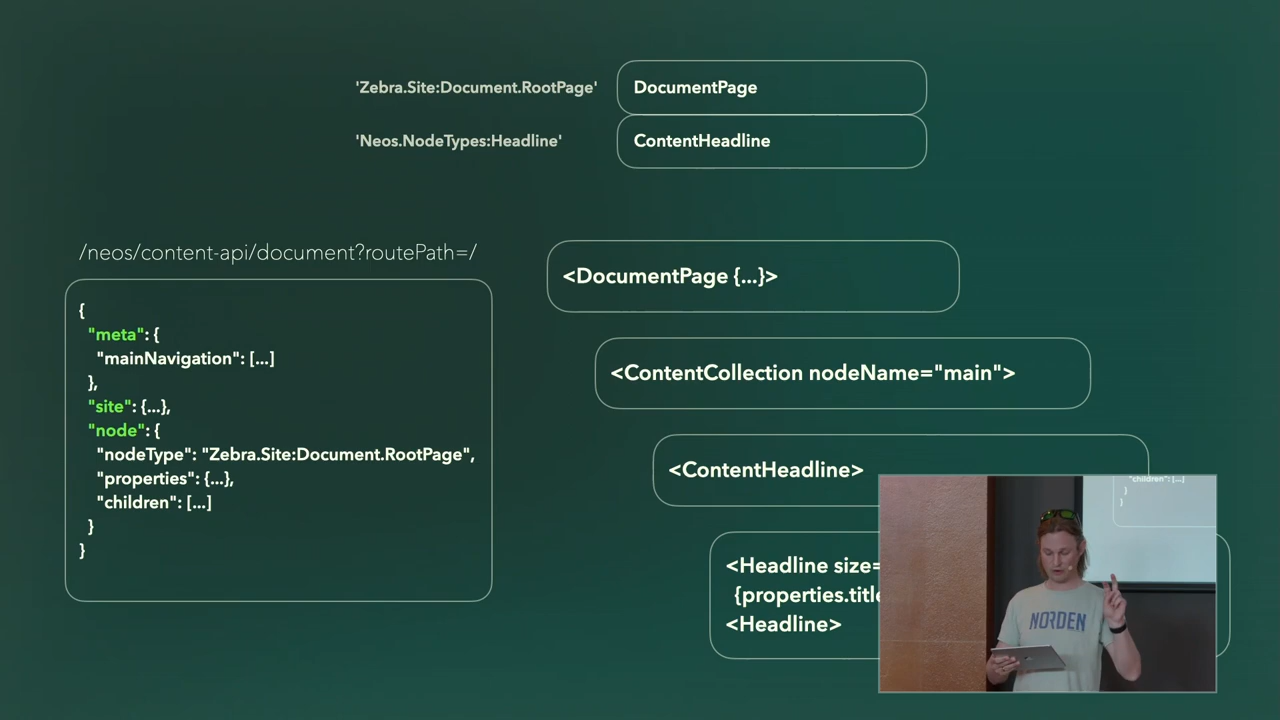 'Zebra.Site:Document.RootPage'
DocumentPage
'Neos.NodeTypes:Headline'
ContentHeadline
/neos/content-api/document?routePath=/
{
"meta": {
"mainNavigation": [...]
},
"site": {...},
"node": {
"nodeType": "Zebra.Site:Document.RootPage",
"properties": {...},
"children": [...]
}
}
<DocumentPage {...}>
<ContentCollection nodeName="main">
<ContentHeadline>
<Headline size=
{properties.title
<Headline>
"children": [...]
}
}
NORDEN